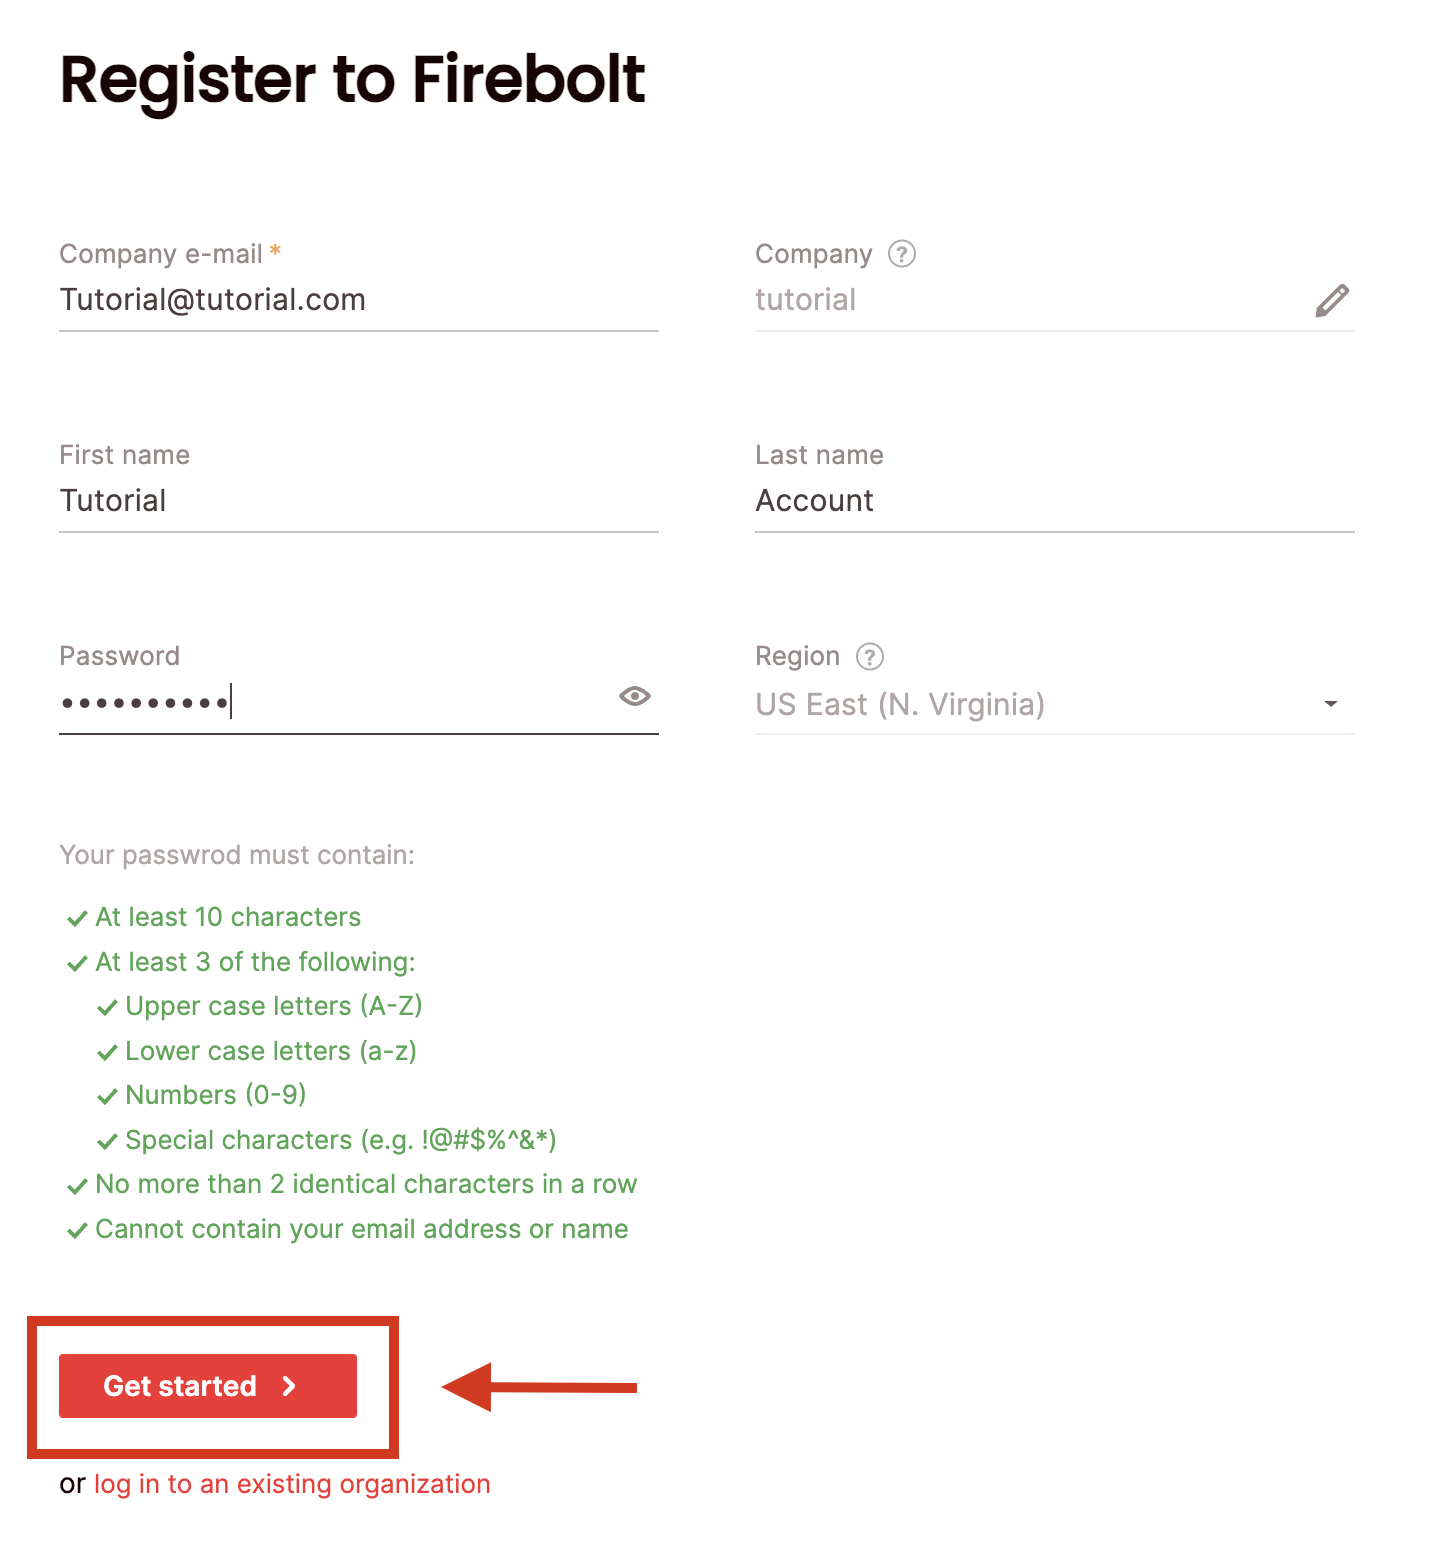 Register to Firebolt
Company e-mail *
Company ?
Tutorial@tutorial.com
tutorial
First name
Last name
Tutorial
Account
Password
Region ?
••••••••••
US East (N. Virginia)
Your passwrod must contain:
At least 10 characters
At least 3 of the following:
Upper case letters (A-Z)
Lower case letters (a-z)
Numbers (0-9)
Special characters (e.g. !@#$%^&*)
No more than 2 identical characters in a row
Cannot contain your email address or name
Get started
or log in to an existing organization